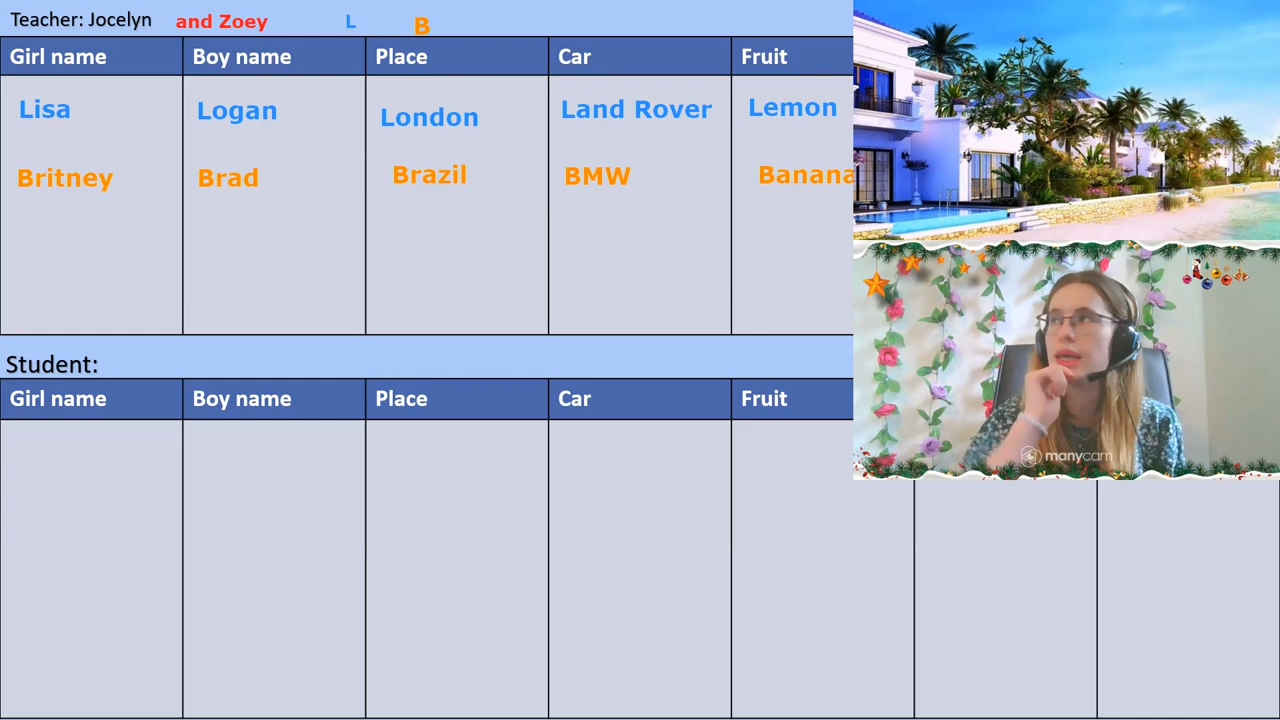 Teacher: Jocelyn and Zoey L B
Girl name Boy name Place Car Fruit
Lisa Logan London Land Rover Lemon
Britney Brad Brazil BMW Banana
Student:
Girl name Boy name Place Car Fruit
manycam